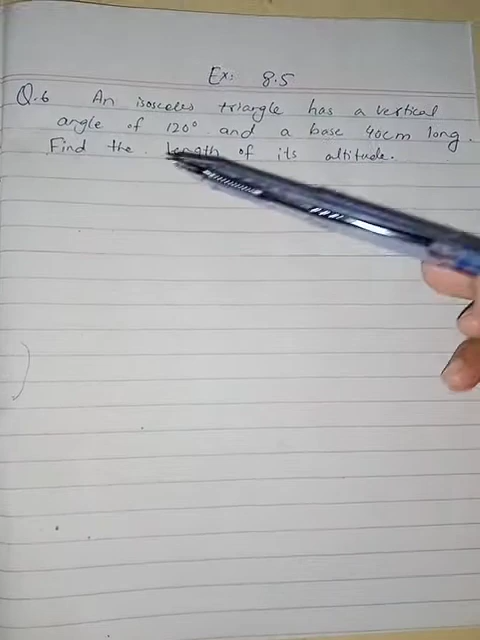 Ex: 8.5
Q.6 An isosceles triangle has a vertical
angle of 120° and a base 40cm long.
Find the length of its altitude.